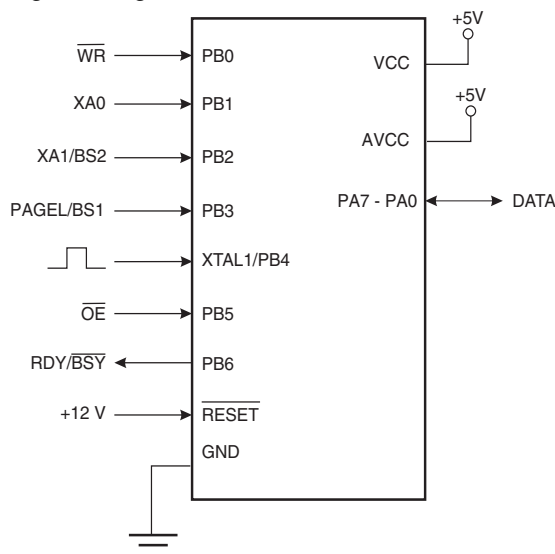 +5V
WR PB0 VCC
+5V
XA0 PB1
AVCC
XA1/BS2 PB2
PAGEL/BS1 PB3 PA7 - PA0 DATA
XTAL1/PB4
OE PB5
RDY/BSY PB6
+12 V RESET
GND